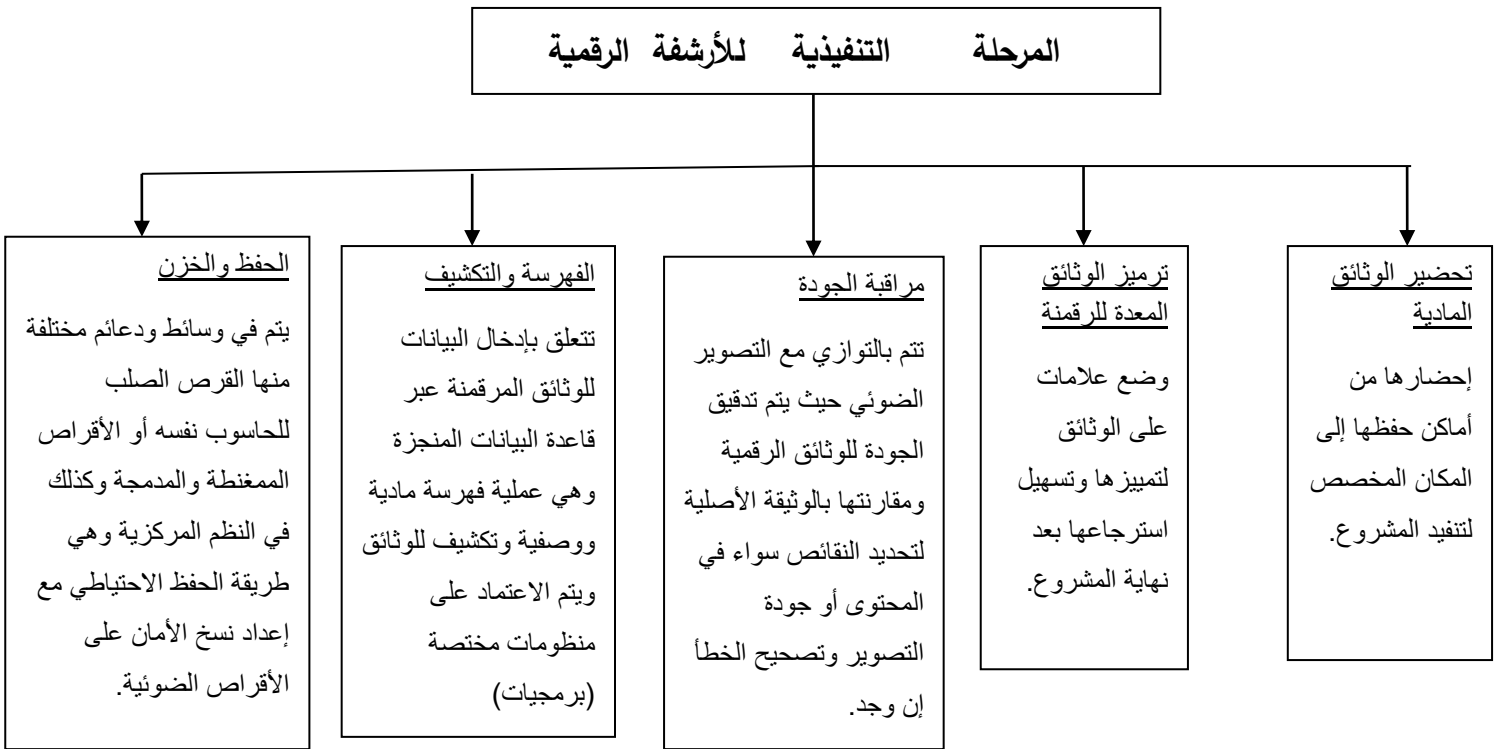 المرحلة التنفيذية للأرشفة الرقمية
تحضير الوثائق
المادية
إحضارها من
أماكن حفظها إلى
المكان المخصص
لتنفيد المشروع.
ترميز الوثائق
المعدة للرقمنة
وضع علامات
على الوثائق
لتمييزها وتسهيل
استرجاعها بعد
نهاية المشروع.
مراقبة الجودة
تتم بالتوازي مع التصوير
الضوئي حيث يتم تدقيق
الجودة للوثائق الرقمية
ومقارنتها بالوثيقة الأصلية
لتحديد النقائص سواء في
المحتوى أو جودة
التصوير وتصحيح الخطأ
إن وجد.
الفهرسة والتكشيف
تتعلق بإدخال البيانات
للوثائق المرقمنة عبر
قاعدة البيانات المنجزة
وهي عملية فهرسة مادية
ووصفية وتكشيف للوثائق
ويتم الاعتماد على
منظومات مختصة
(برمجيات)
الحفظ والخزن
يتم في وسائط ودعائم مختلفة
منها القرص الصلب
للحاسوب نفسه أو الأقراص
الممغنطة والمدمجة وكذلك
في النظم المركزية وهي
طريقة الحفظ الاحتياطي مع
إعداد نسخ الأمان على
الأقراص الضوئية.